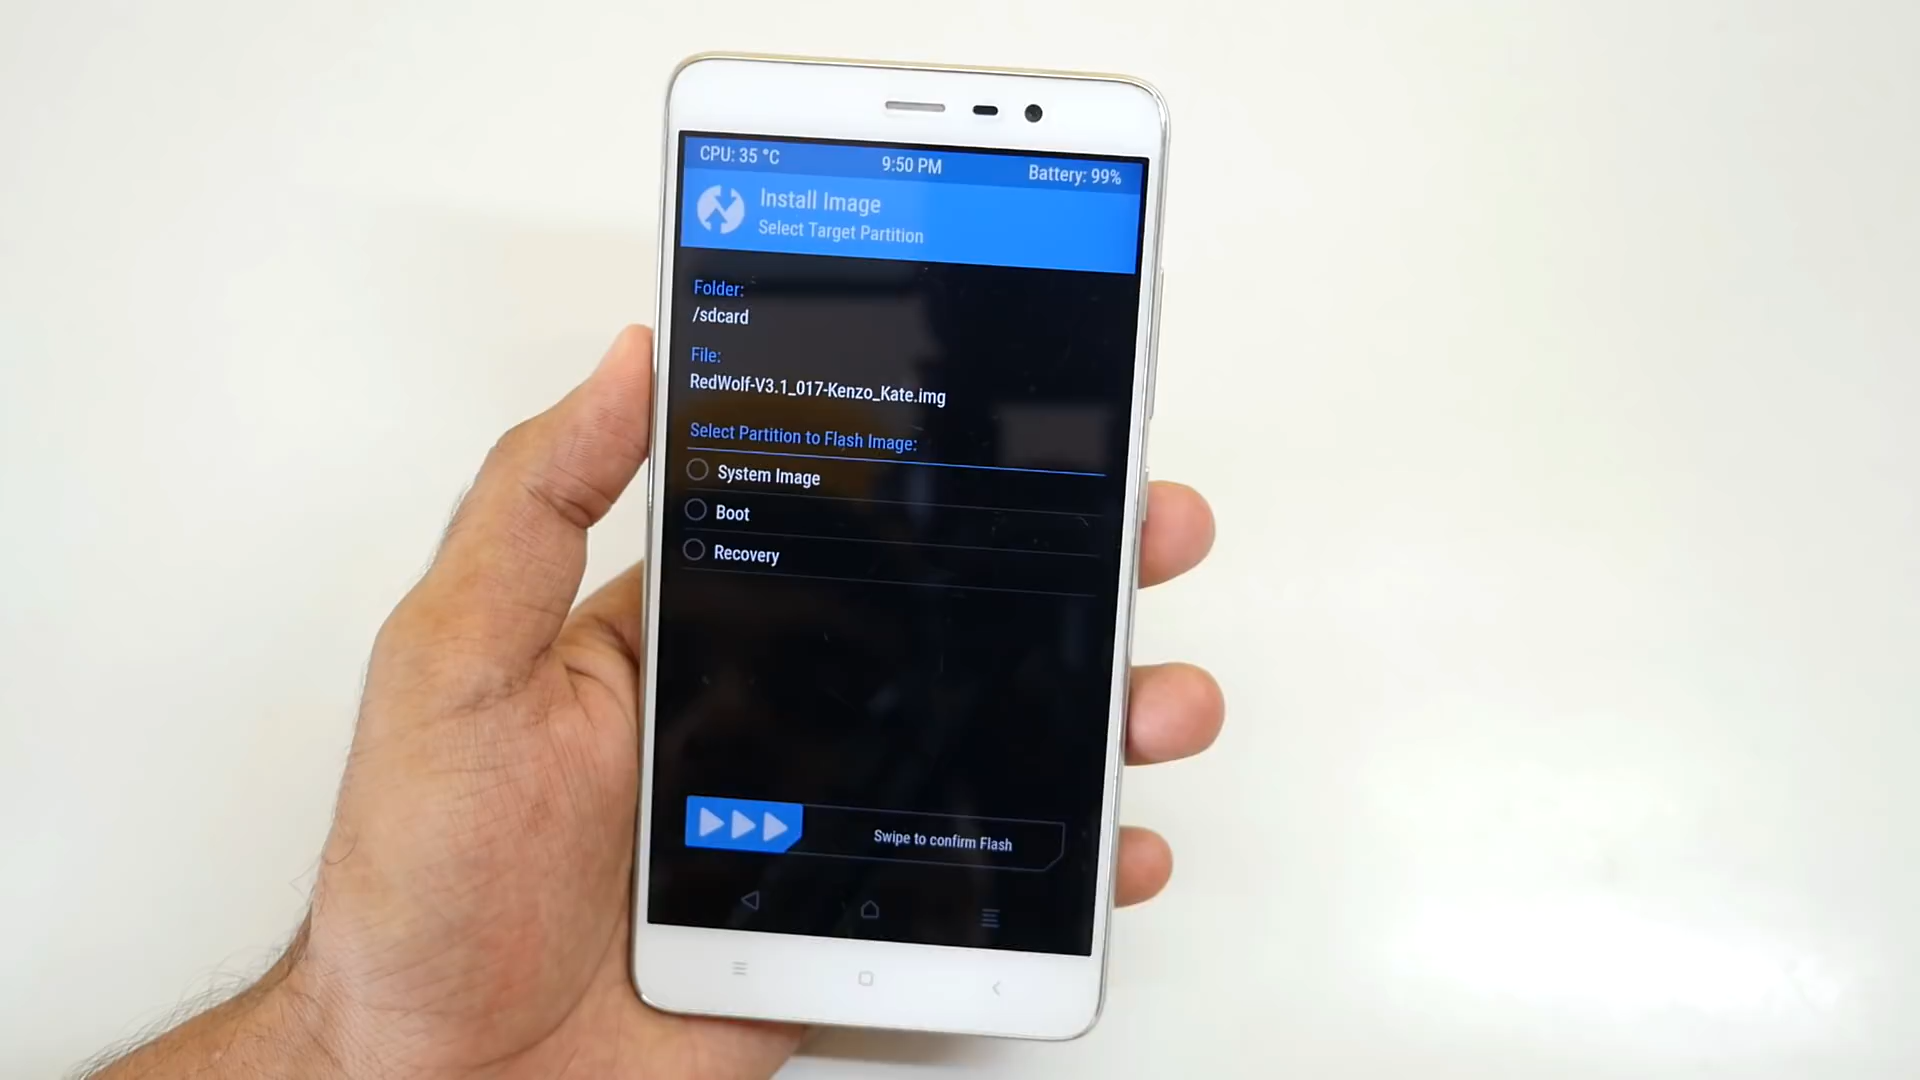 CPU: 35 °C 9:50 PM Battery: 99%
Install Image
Select Target Partition
Folder:
/sdcard
File:
RedWolf-V3.1_017-Kenzo_Kate.img
Select Partition to Flash Image:
System Image
Boot
Recovery
Swipe to confirm Flash